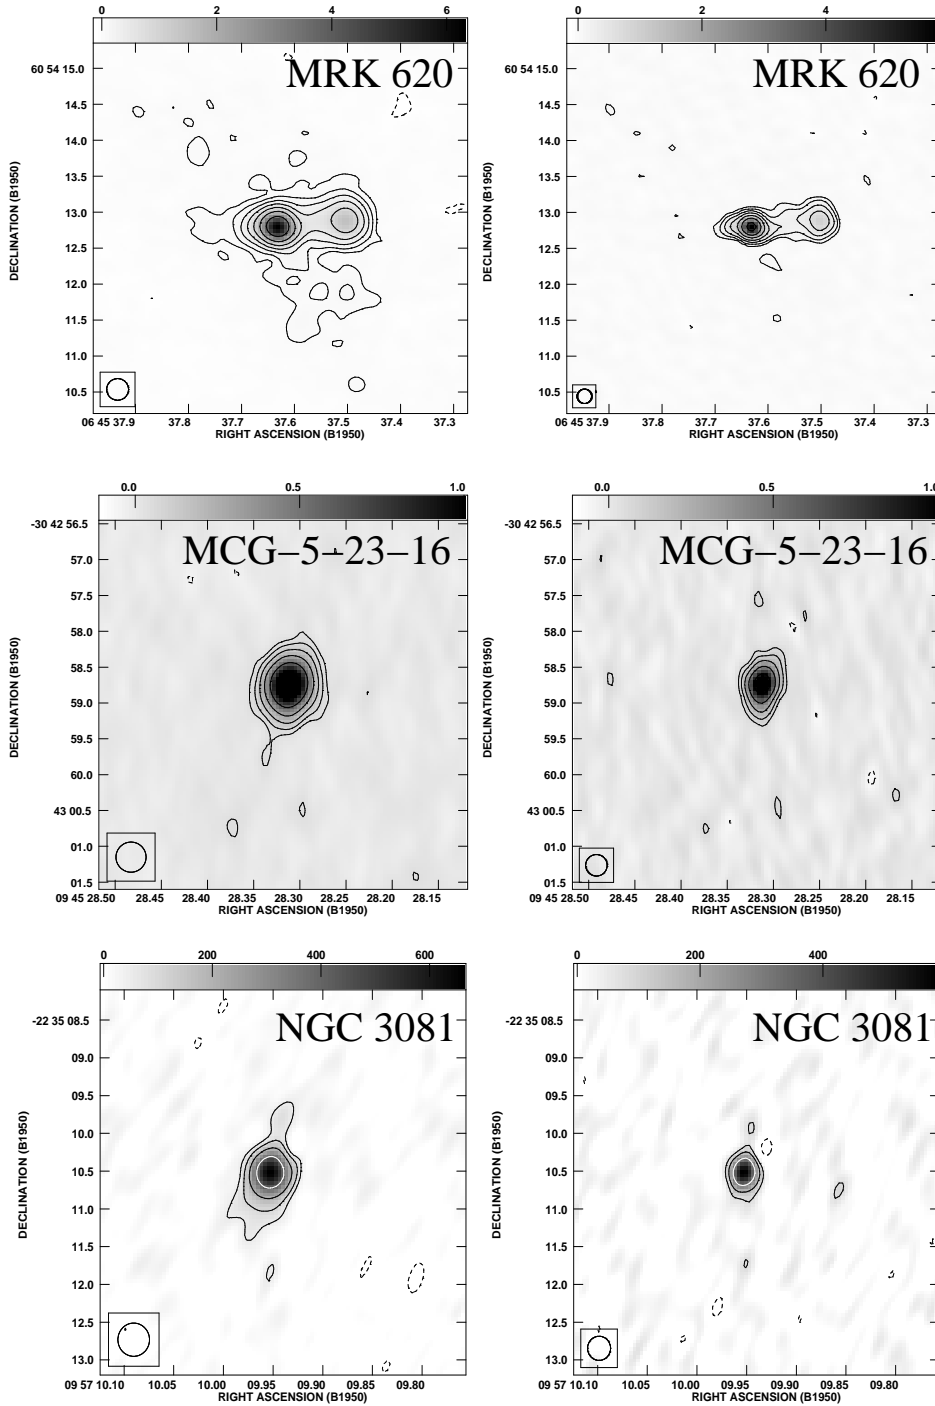 0 2 4 6
MRK 620
60 54 15.0
14.5
14.0
13.5
13.0
12.5
12.0
11.5
11.0
10.5
DECLINATION (B1950)
06 45 37.9 37.8 37.7 37.6 37.5 37.4 37.3
RIGHT ASCENSION (B1950)
0 2 4
MRK 620
60 54 15.0
14.5
14.0
13.5
13.0
12.5
12.0
11.5
11.0
10.5
DECLINATION (B1950)
06 45 37.9 37.8 37.7 37.6 37.5 37.4 37.3
RIGHT ASCENSION (B1950)
0.0 0.5 1.0
MCG−5−23−16
-30 42 56.5
57.0
57.5
58.0
58.5
59.0
59.5
60.0
43 00.5
01.0
01.5
DECLINATION (B1950)
09 45 28.50 28.45 28.40 28.35 28.30 28.25 28.20 28.15
RIGHT ASCENSION (B1950)
0.0 0.5 1.0
MCG−5−23−16
-30 42 56.5
57.0
57.5
58.0
58.5
59.0
59.5
60.0
43 00.5
01.0
01.5
DECLINATION (B1950)
09 45 28.50 28.45 28.40 28.35 28.30 28.25 28.20 28.15
RIGHT ASCENSION (B1950)
0 200 400 600
NGC 3081
-22 35 08.5
09.0
09.5
10.0
10.5
11.0
11.5
12.0
12.5
13.0
DECLINATION (B1950)
09 57 10.10 10.05 10.00 09.95 09.90 09.85 09.80
RIGHT ASCENSION (B1950)
0 200 400
NGC 3081
-22 35 08.5
09.0
09.5
10.0
10.5
11.0
11.5
12.0
12.5
13.0
DECLINATION (B1950)
09 57 10.10 10.05 10.00 09.95 09.90 09.85 09.80
RIGHT ASCENSION (B1950)